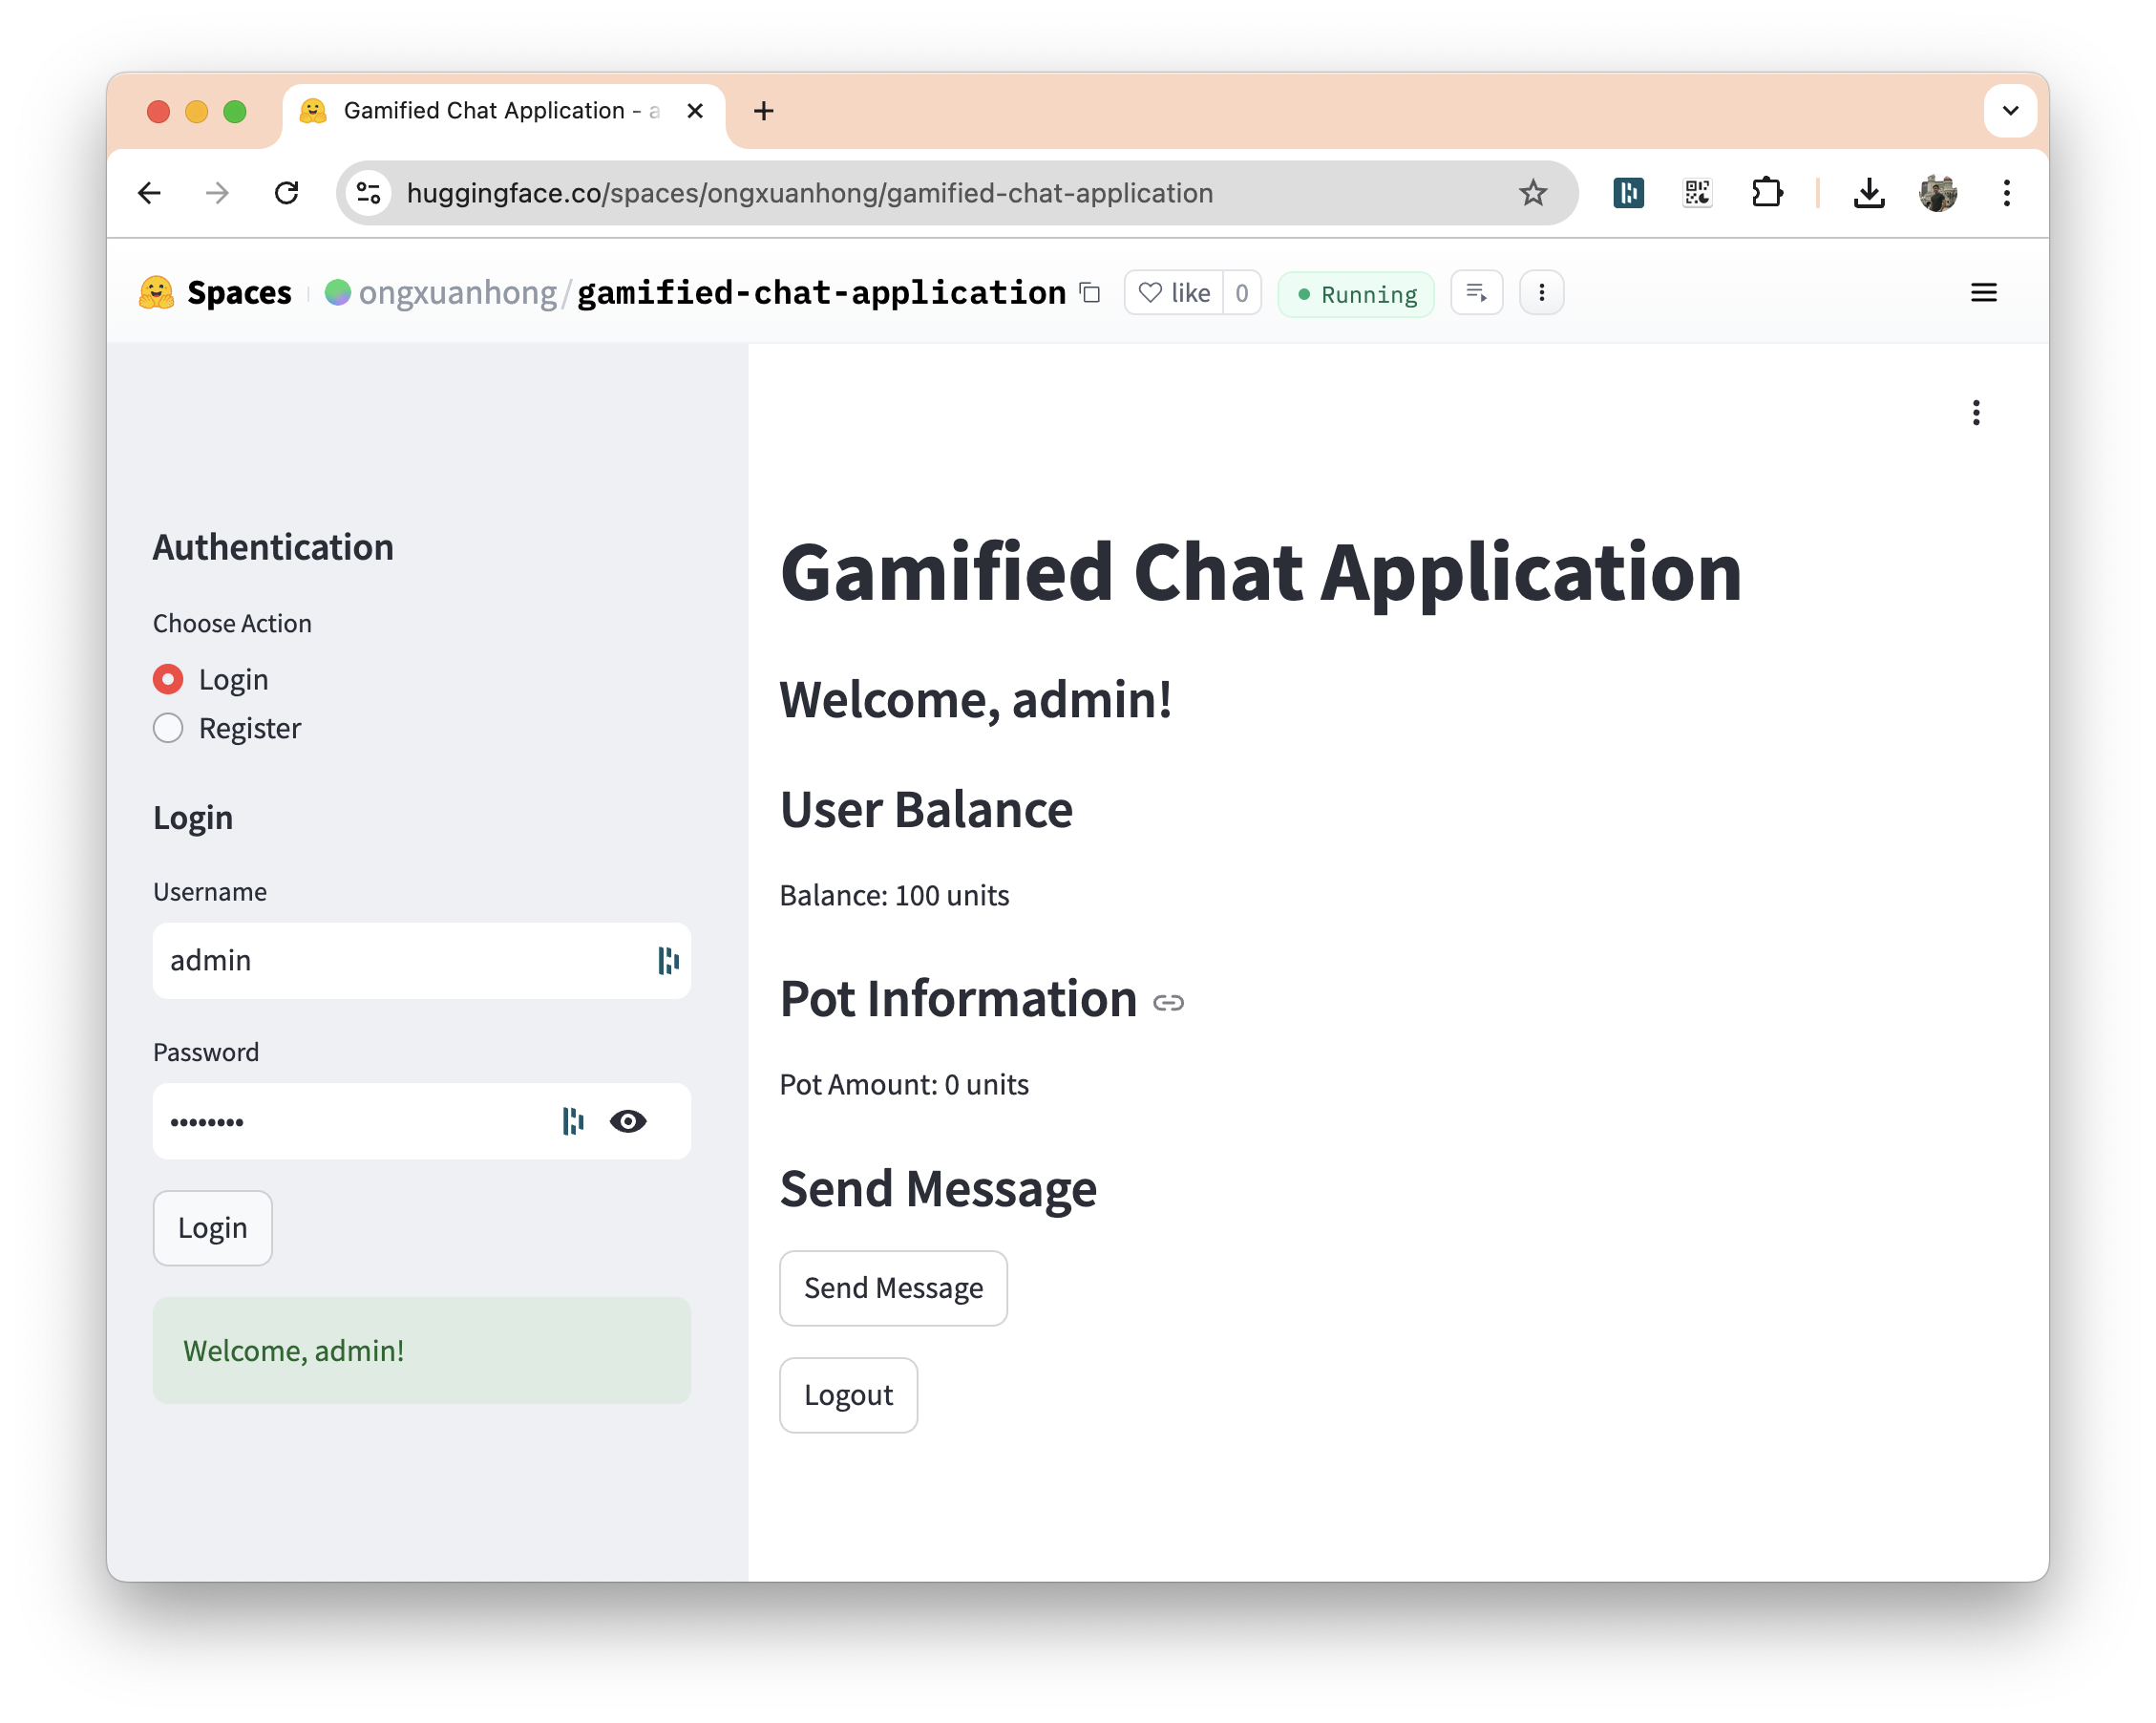 Gamified Chat Application - a
huggingface.co/spaces/ongxuanhong/gamified-chat-application
Spaces ongxuanhong/gamified-chat-application like 0 Running
Authentication
Choose Action
Login
Register
Login
Username
admin
Password
••••••••
Login
Welcome, admin!
Gamified Chat Application
Welcome, admin!
User Balance
Balance: 100 units
Pot Information
Pot Amount: 0 units
Send Message
Send Message
Logout